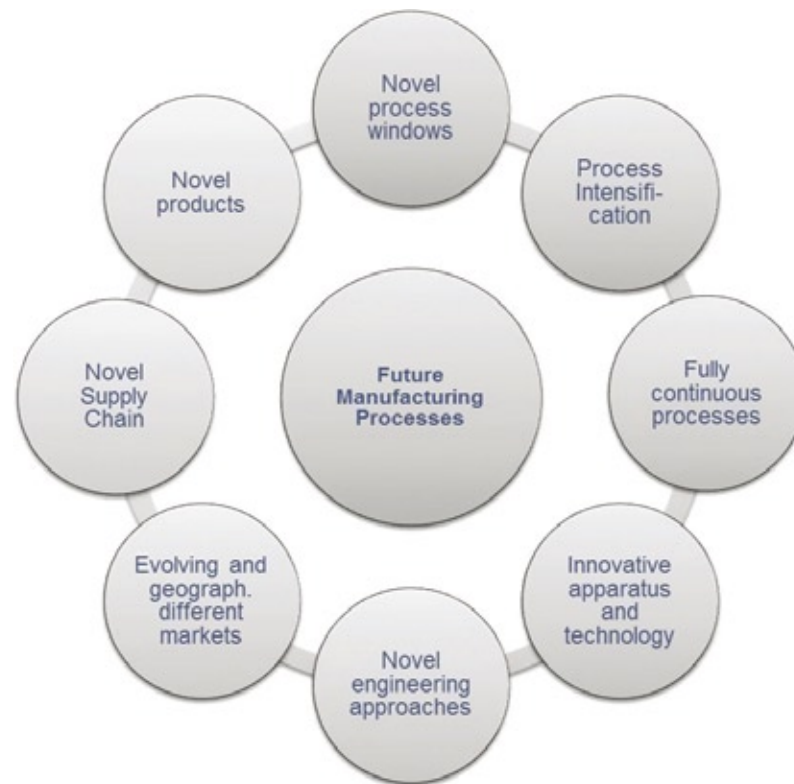 Novel
process
windows
Process
Intensifi-
cation
Fully
continuous
processes
Innovative
apparatus
and
technology
Novel
engineering
approaches
Evolving and
geograph.
different
markets
Novel
Supply
Chain
Novel
products
Future
Manufacturing
Processes